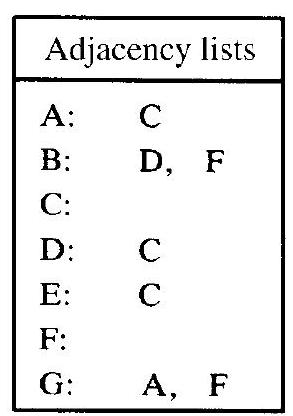 Adjacency lists
A: C
B: D, F
C:
D: C
E: C
F:
G: A, F